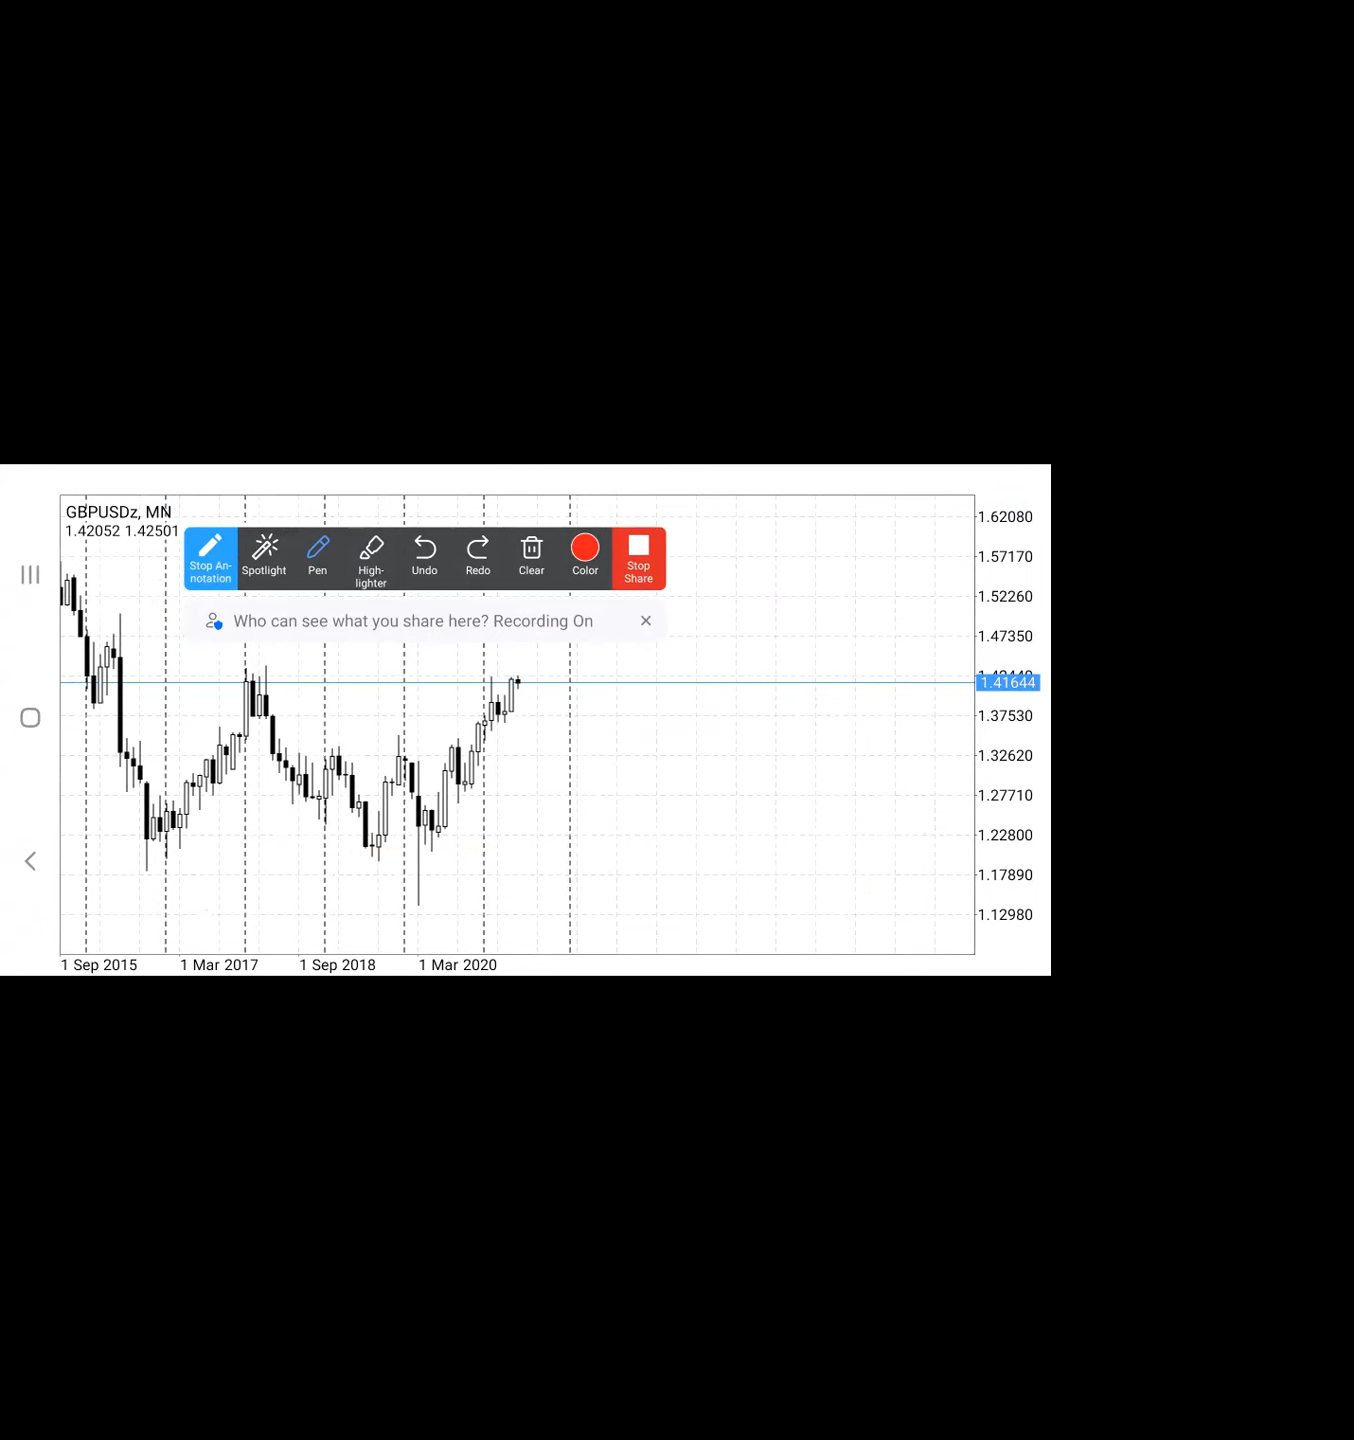 GBPUSDz, MN
1.42052 1.42501
Stop An-
notation
Spotlight
Pen
High-
lighter
Undo
Redo
Clear
Color
Stop
Share
Who can see what you share here? Recording On
1.62080
1.57170
1.52260
1.47350
1.41644
1.37530
1.32620
1.27710
1.22800
1.17890
1.12980
1 Sep 2015
1 Mar 2017
1 Sep 2018
1 Mar 2020